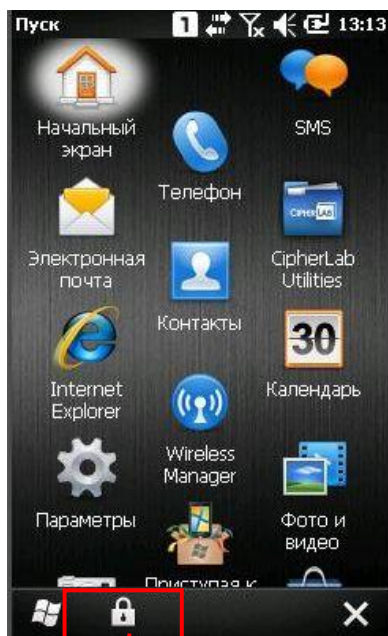 Пуск 1 13:13
Начальный
экран
Телефон
SMS
Электронная
почта
CIPHERLAB
Контакты
CipherLab
Utilities
Internet
Explorer
Wireless
Manager
30
Календарь
Параметры
Фото и
видео
Приступая к